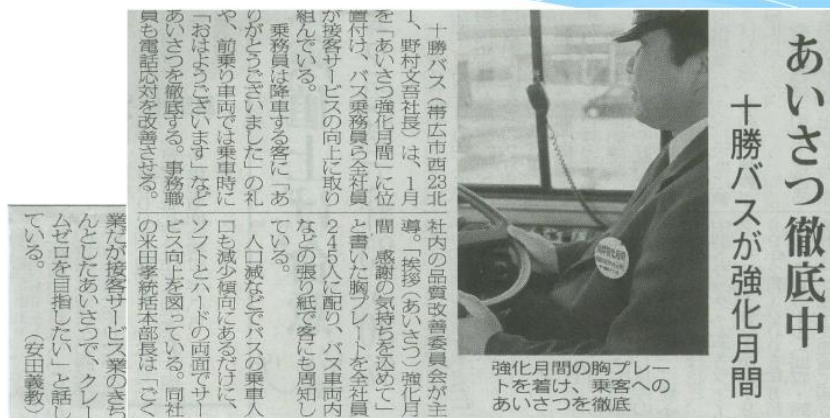 あいさつ徹底中
十勝バスが強化月間
十勝バス（帯広市西23北
1、野村文吾社長）は、1月
を「あいさつ強化月間」に位
置付け、バス乗務員ら全社員
が接客サービスの向上に取り
組んでいる。
乗務員は降車する客に「あ
りがとうございました」の礼
や、前乗り車両では乗車時に
「おはようございます」など
あいさつを徹底する。事務職
員も電話応対を改善させる。
社内の品質改善委員会が主
導。「挨拶（あいさつ）強化月
間　感謝の気持ちを込めて」
と書いた胸プレートを全社員
245人に配り、バス車両内
などの張り紙で客にも周知し
ている。
人口減などでバスの乗車人
口も減少傾向にあるだけに、
ソフトとハードの両面でサー
ビス向上を図っている。同社
の米田孝統括本部長は「ごく
業だが接客サービス業のきち
んとしたあいさつで、クレー
ムゼロを目指したい」と話し
ている。
（安田義教）
強化月間の胸プレー
トを着け、乗客への
あいさつを徹底